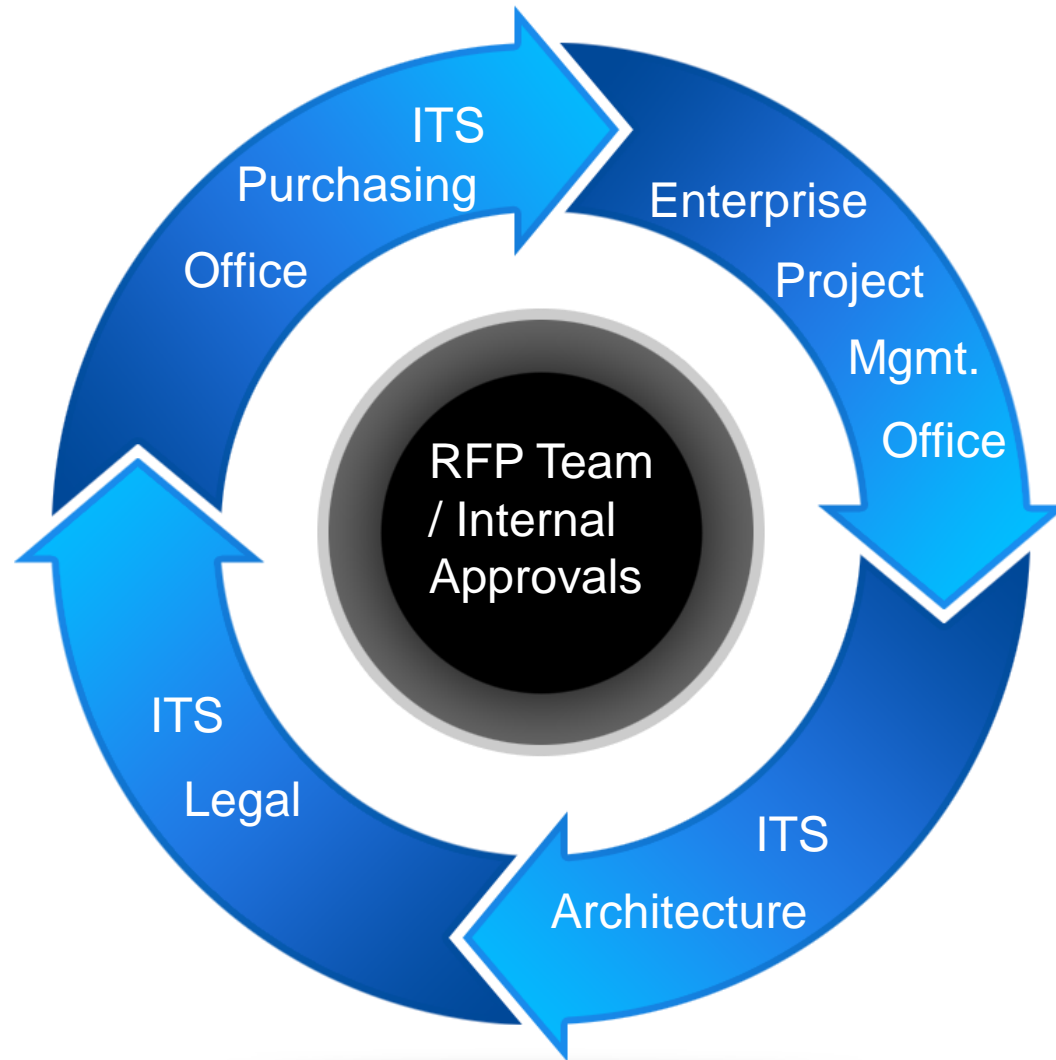 ITS
Purchasing
Office
Enterprise
Project
Mgmt.
Office
ITS
Architecture
ITS
Legal
RFP Team
/ Internal
Approvals